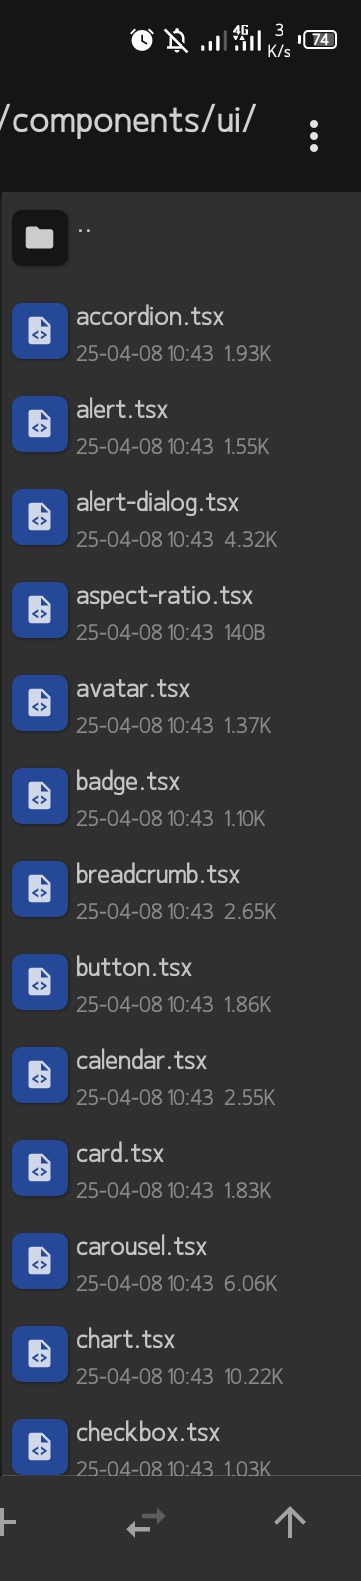 4G
3
K/s
74
/components/ui/
..
accordion.tsx
25-04-08 10:43 1.93K
alert.tsx
25-04-08 10:43 1.55K
alert-dialog.tsx
25-04-08 10:43 4.32K
aspect-ratio.tsx
25-04-08 10:43 140B
avatar.tsx
25-04-08 10:43 1.37K
badge.tsx
25-04-08 10:43 1.10K
breadcrumb.tsx
25-04-08 10:43 2.65K
button.tsx
25-04-08 10:43 1.86K
calendar.tsx
25-04-08 10:43 2.55K
card.tsx
25-04-08 10:43 1.83K
carousel.tsx
25-04-08 10:43 6.06K
chart.tsx
25-04-08 10:43 10.22K
checkbox.tsx
25-04-08 10:43 1.03K